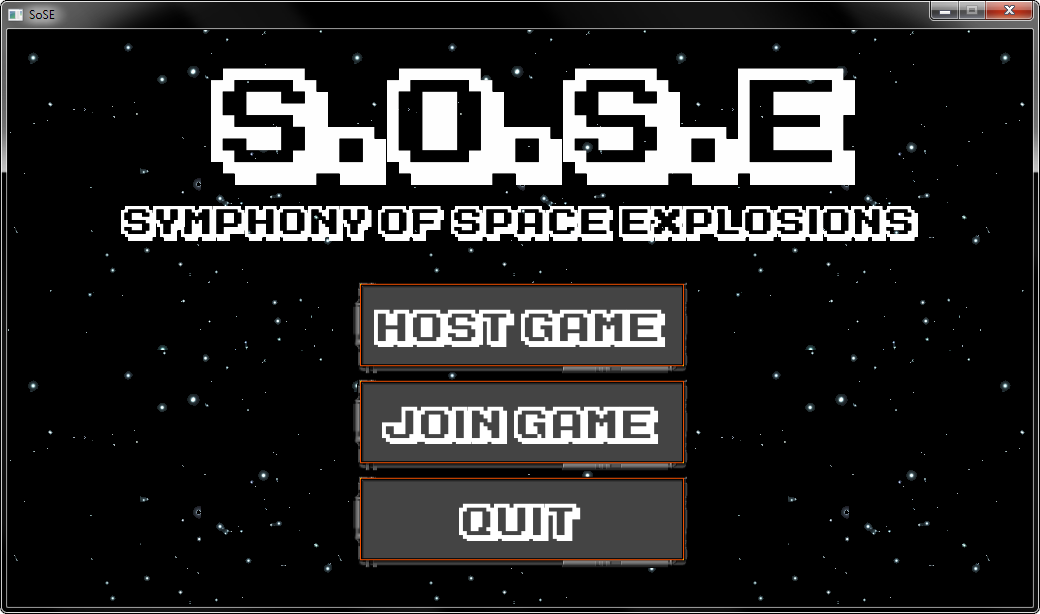 SoSE
S.O.S.E
SYMPHONY OF SPACE EXPLOSIONS
HOST GAME
JOIN GAME
QUIT